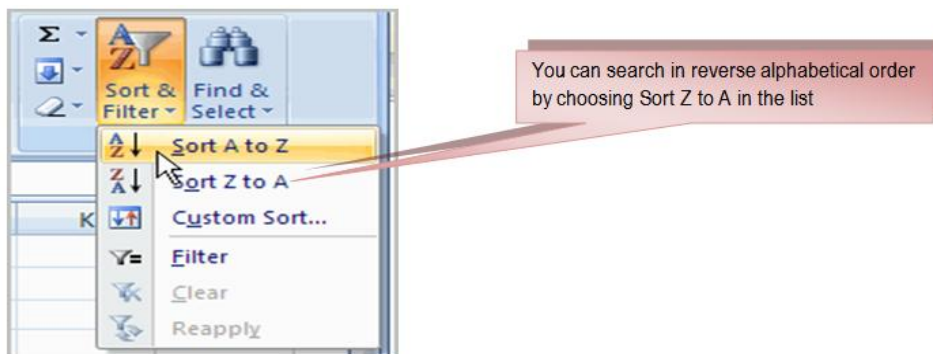 Σ
A
Z
Sort &
Filter
Find &
Select
You can search in reverse alphabetical order
by choosing Sort Z to A in the list
A
Z
Sort A to Z
Z
A
Sort Z to A
K
Custom Sort...
Filter
Clear
Reapply